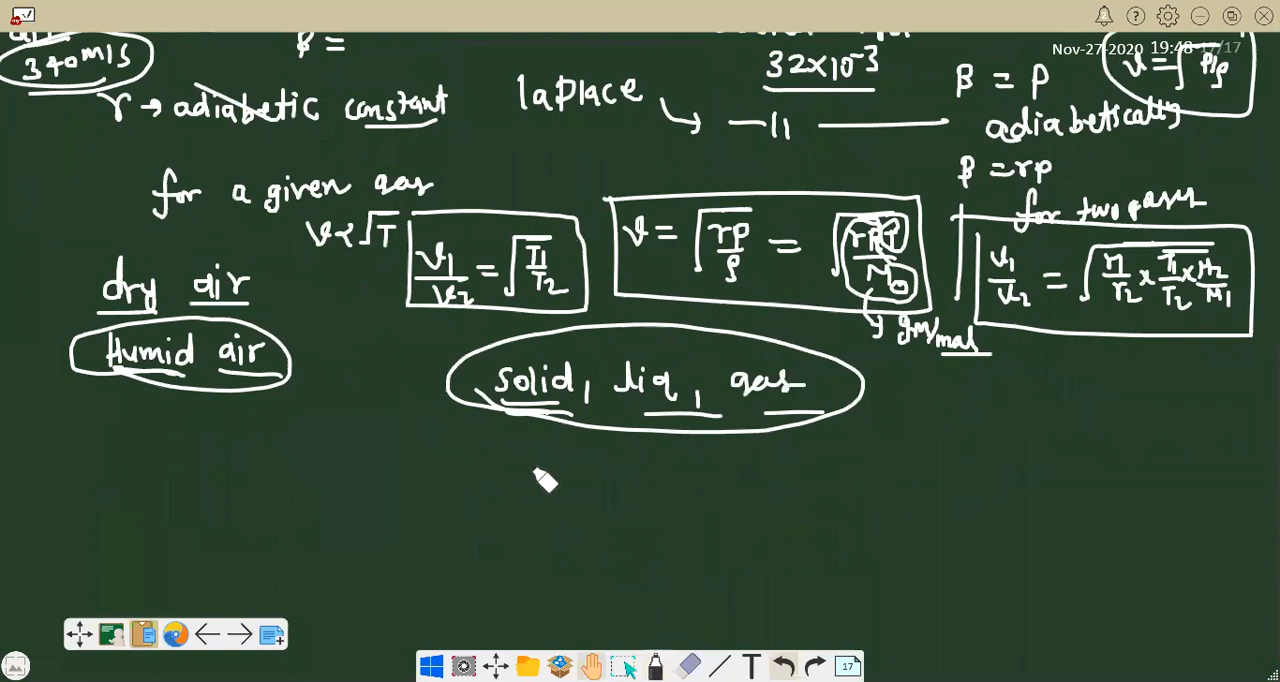 Nov-27-2020 19:48 17/17
340 m/s
β =
32×10⁻³
β = P
v = √P/ρ
γ → adiabetic constant
laplace
→ —11—
adiabetically
β = γp
for a given gas
v ∝ √T
v₁/v₂ = √T₁/T₂
v = √γp/ρ = √γRT/M₀
→ gm/mol
for two gases
v₁/v₂ = √γ₁/γ₂ × T₁/T₂ × M₂/M₁
dry air
Humid air
solid, liq, gas
17